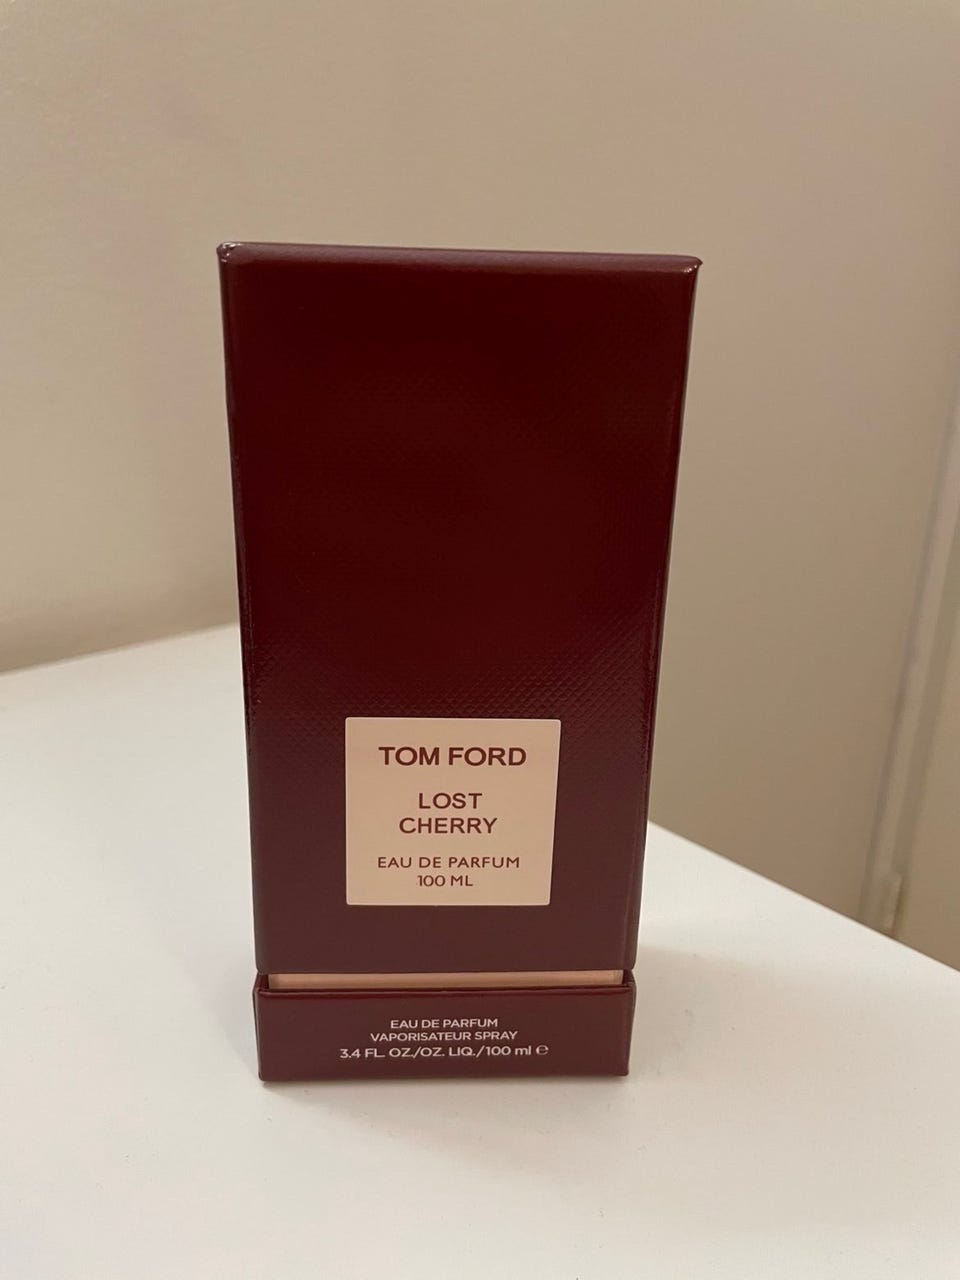 TOM FORD
LOST
CHERRY
EAU DE PARFUM
100 ML
EAU DE PARFUM
VAPORISATEUR SPRAY
3.4 FL. OZ./OZ. LIQ./100 ml ℮